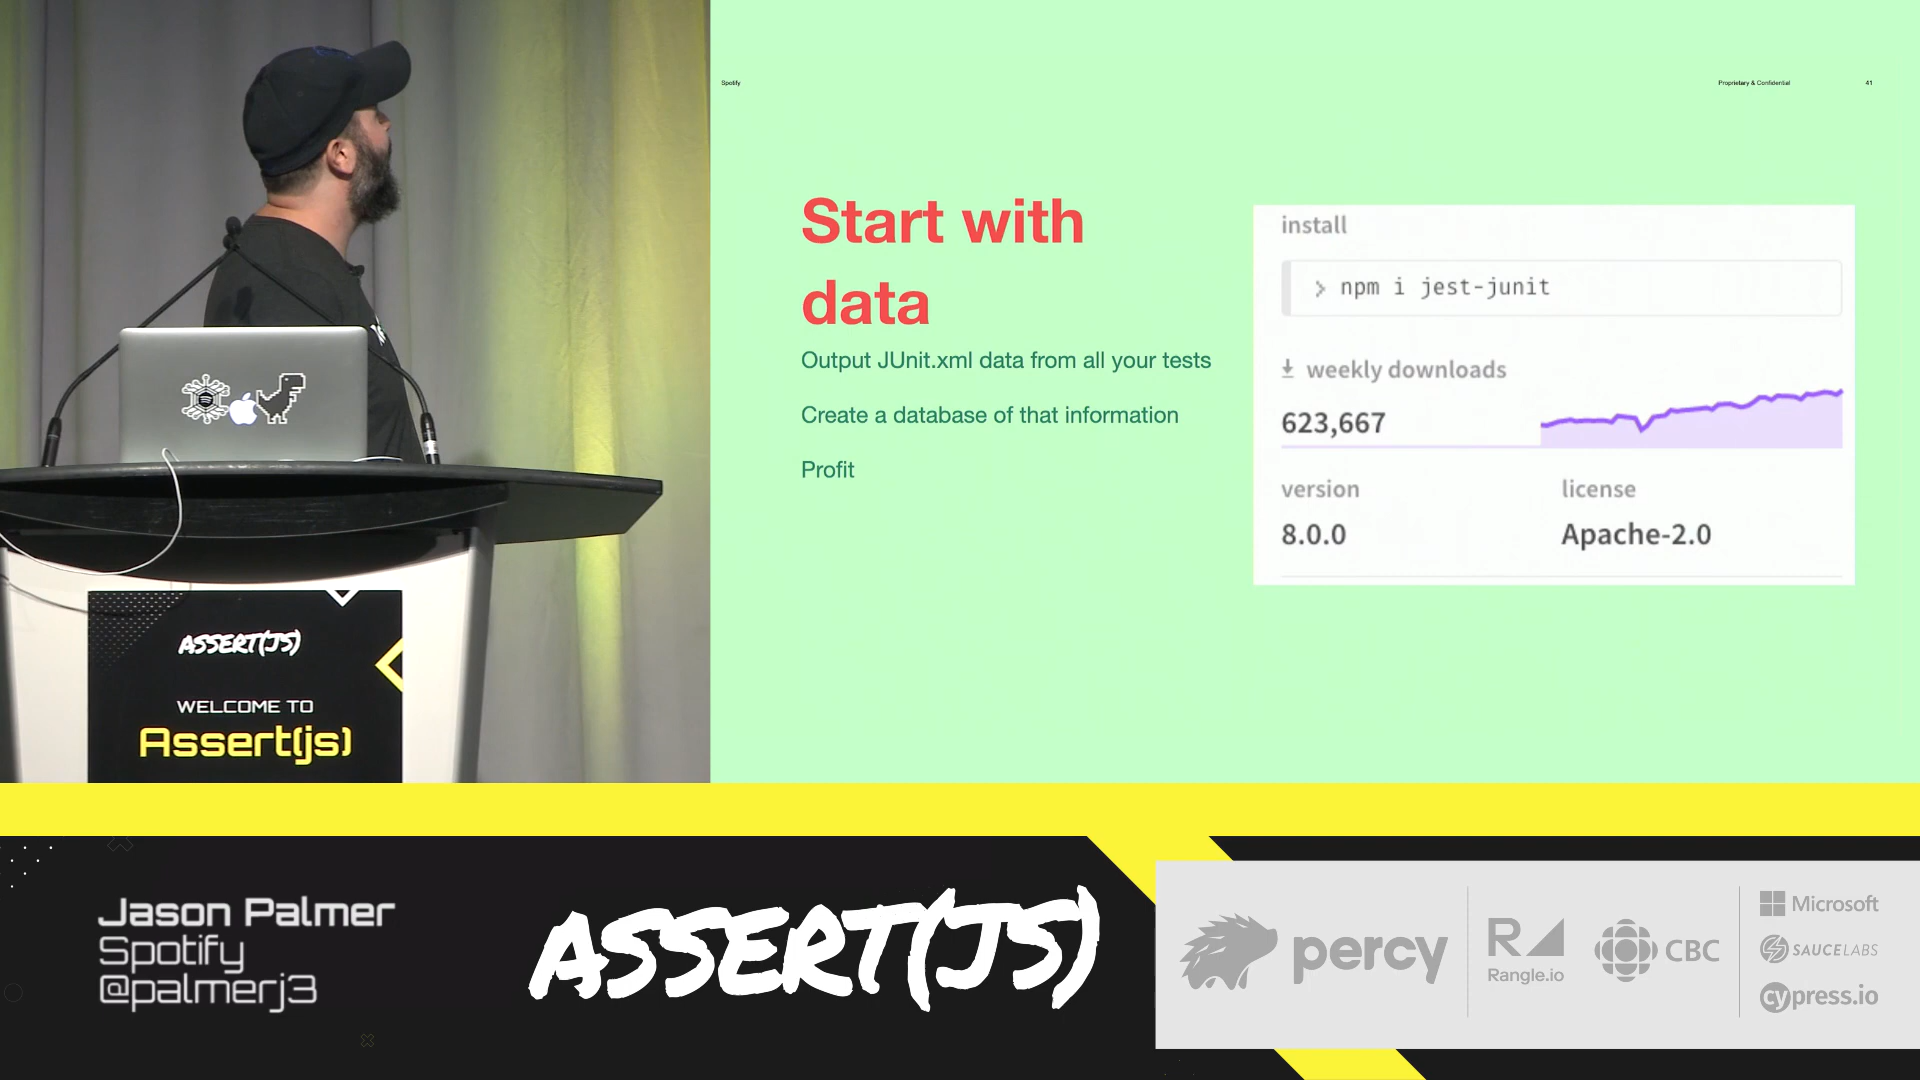 Spotify
Proprietary & Confidential
41
Start with
data
Output JUnit.xml data from all your tests
Create a database of that information
Profit
install
> npm i jest-junit
weekly downloads
623,667
version
license
8.0.0
Apache-2.0
ASSERT(JS)
WELCOME TO
Assert(js)
Jason Palmer
Spotify
@palmerj3
ASSERT(JS)
percy
R
Rangle.io
CBC
Microsoft
SAUCELABS
cypress.io